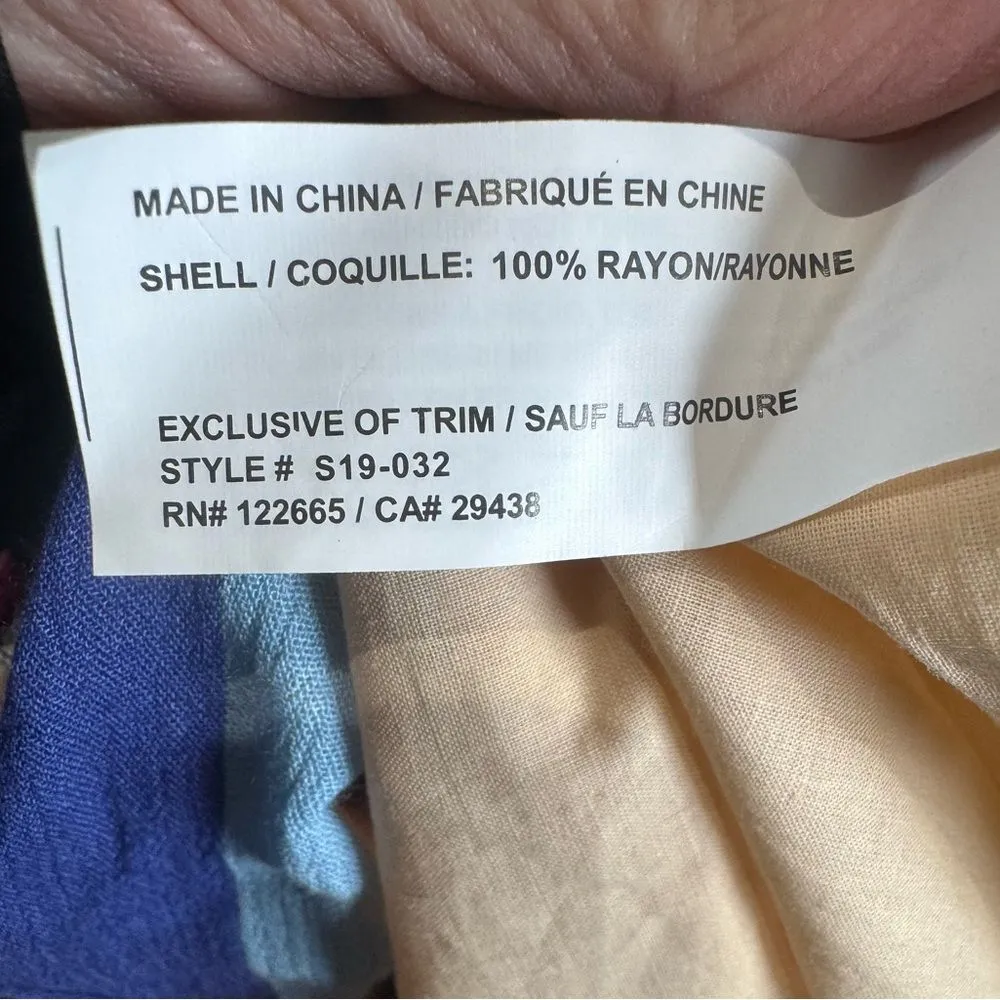 MADE IN CHINA / FABRIQUÉ EN CHINE
SHELL / COQUILLE: 100% RAYON/RAYONNE
EXCLUSIVE OF TRIM / SAUF LA BORDURE
STYLE # S19-032
RN# 122665 / CA# 29438